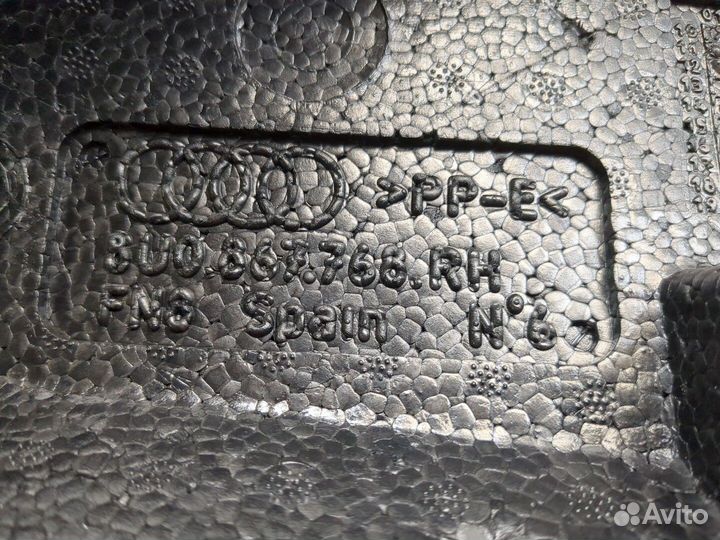 >PP-E<
8U0.867.768.RH
FN8 Spain N°6
Avito